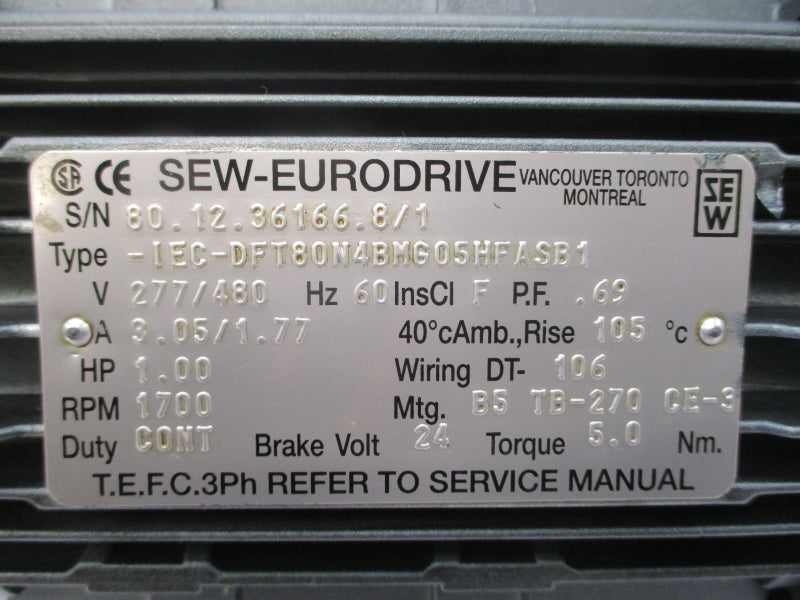 SA CE SEW-EURODRIVE VANCOUVER TORONTO
MONTREAL
SEW
S/N 80.12.36166.8/1
Type -IEC-DFT80N4BMG05HFASB1
V 277/480 Hz 60 InsCl F P.F. .69
A 3.05/1.77 40°cAmb.,Rise 105 °c
HP 1.00 Wiring DT- 106
RPM 1700 Mtg. B5 TB-270 CE-3
Duty CONT Brake Volt 24 Torque 5.0 Nm.
T.E.F.C.3Ph REFER TO SERVICE MANUAL